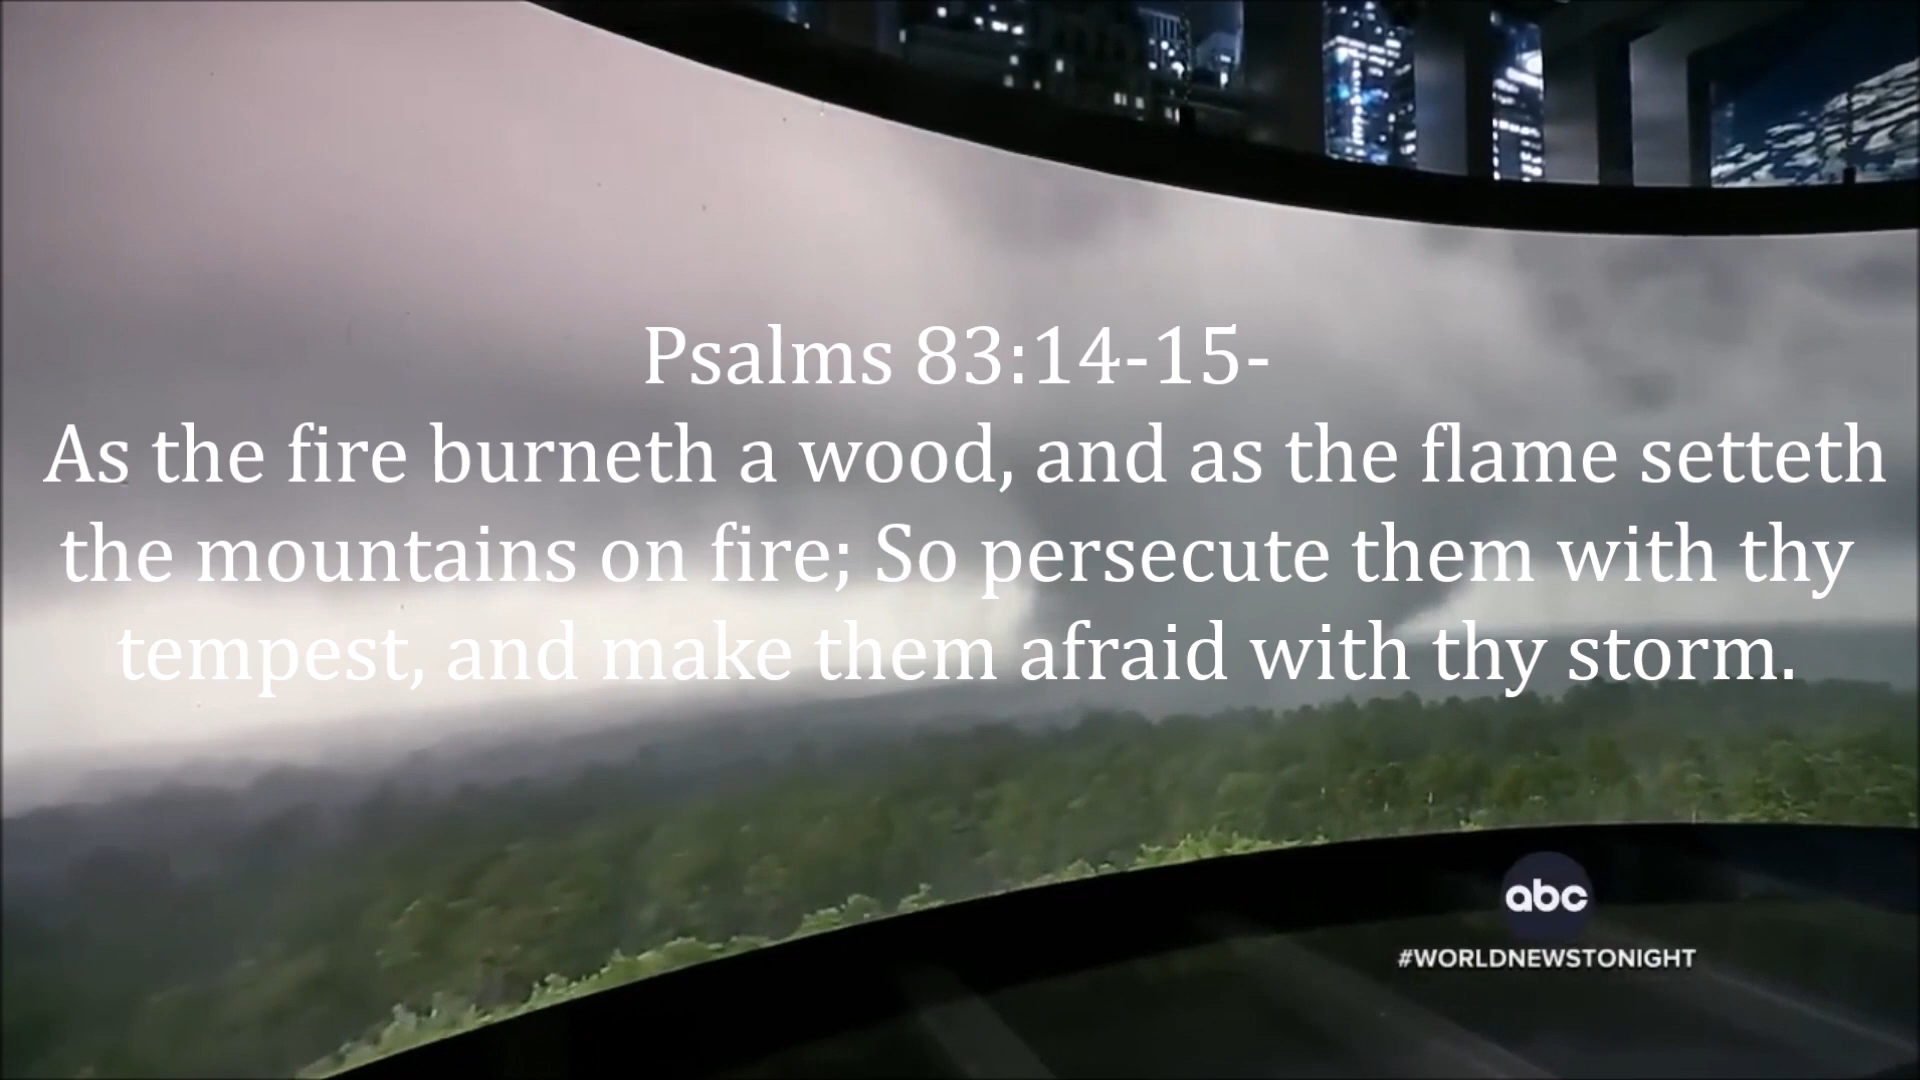 Psalms 83:14-15-
As the fire burneth a wood, and as the flame setteth
the mountains on fire; So persecute them with thy
tempest, and make them afraid with thy storm.
abc
#WORLDNEWSTONIGHT